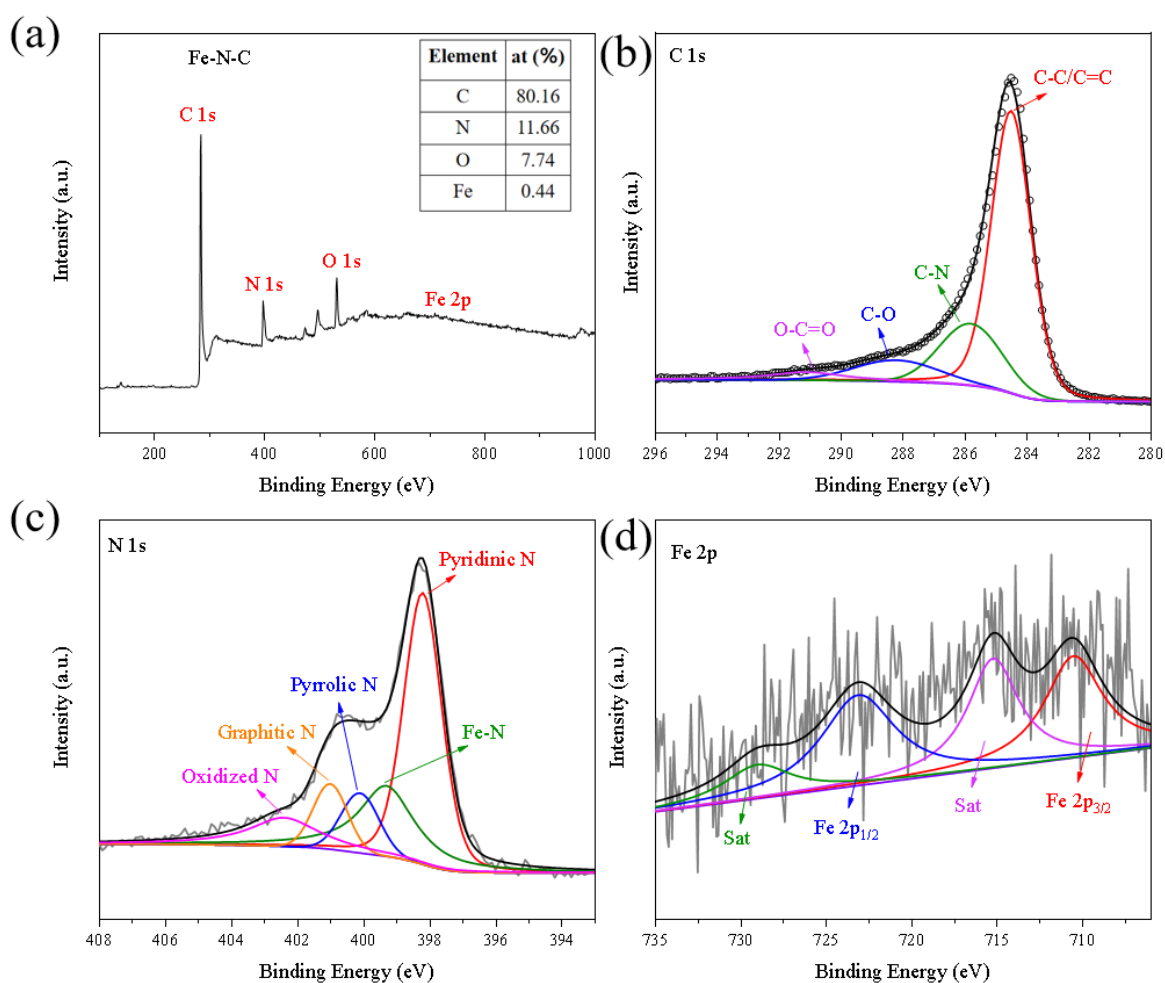 (a)
Fe-N-C
Element at (%)
C 80.16
N 11.66
O 7.74
Fe 0.44
C 1s
N 1s
O 1s
Fe 2p
Intensity (a.u.)
200 400 600 800 1000
Binding Energy (eV)
(b)
C 1s
C-C/C=C
C-N
C-O
O-C=O
Intensity (a.u.)
296 294 292 290 288 286 284 282 280
Binding Energy (eV)
(c)
N 1s
Pyridinic N
Pyrrolic N
Graphitic N
Fe-N
Oxidized N
Intensity (a.u.)
408 406 404 402 400 398 396 394
Binding Energy (eV)
(d)
Fe 2p
Sat
Fe 2p1/2
Sat
Fe 2p3/2
Intensity (a.u.)
735 730 725 720 715 710
Binding Energy (eV)